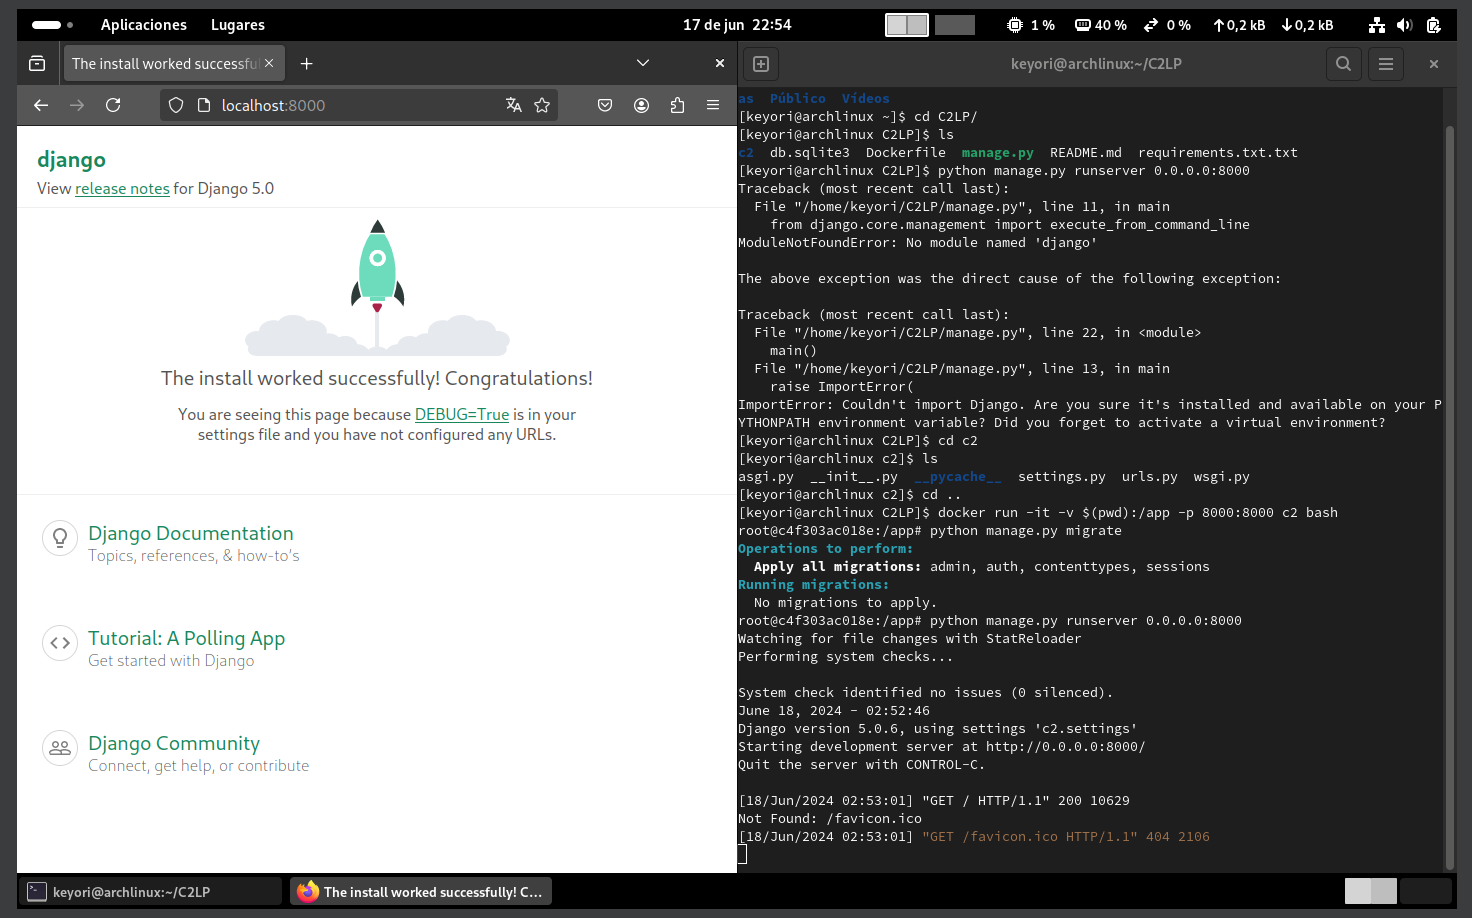 Aplicaciones Lugares 17 de jun 22:54 1 % 40 % 0 % 0,2 kB 0,2 kB
The install worked successful
localhost:8000
django
View release notes for Django 5.0
The install worked successfully! Congratulations!
You are seeing this page because DEBUG=True is in your
settings file and you have not configured any URLs.
Django Documentation
Topics, references, & how-to’s
Tutorial: A Polling App
Get started with Django
Django Community
Connect, get help, or contribute
keyori@archlinux:~/C2LP
as Público Vídeos
[keyori@archlinux ~]$ cd C2LP/
[keyori@archlinux C2LP]$ ls
c2 db.sqlite3 Dockerfile manage.py README.md requirements.txt.txt
[keyori@archlinux C2LP]$ python manage.py runserver 0.0.0.0:8000
Traceback (most recent call last):
File "/home/keyori/C2LP/manage.py", line 11, in main
from django.core.management import execute_from_command_line
ModuleNotFoundError: No module named 'django'
The above exception was the direct cause of the following exception:
Traceback (most recent call last):
File "/home/keyori/C2LP/manage.py", line 22, in <module>
main()
File "/home/keyori/C2LP/manage.py", line 13, in main
raise ImportError(
ImportError: Couldn't import Django. Are you sure it's installed and available on your P
YTHONPATH environment variable? Did you forget to activate a virtual environment?
[keyori@archlinux C2LP]$ cd c2
[keyori@archlinux c2]$ ls
asgi.py __init__.py __pycache__ settings.py urls.py wsgi.py
[keyori@archlinux c2]$ cd ..
[keyori@archlinux C2LP]$ docker run -it -v $(pwd):/app -p 8000:8000 c2 bash
root@c4f303ac018e:/app# python manage.py migrate
Operations to perform:
Apply all migrations: admin, auth, contenttypes, sessions
Running migrations:
No migrations to apply.
root@c4f303ac018e:/app# python manage.py runserver 0.0.0.0:8000
Watching for file changes with StatReloader
Performing system checks...
System check identified no issues (0 silenced).
June 18, 2024 - 02:52:46
Django version 5.0.6, using settings 'c2.settings'
Starting development server at http://0.0.0.0:8000/
Quit the server with CONTROL-C.
[18/Jun/2024 02:53:01] "GET / HTTP/1.1" 200 10629
Not Found: /favicon.ico
[18/Jun/2024 02:53:01] "GET /favicon.ico HTTP/1.1" 404 2106
keyori@archlinux:~/C2LP
The install worked successfully! C…